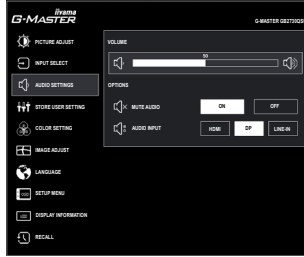 iiyama
G-MASTER
G-MASTER GB2730QSU
PICTURE ADJUST
INPUT SELECT
AUDIO SETTINGS
STORE USER SETTING
COLOR SETTING
IMAGE ADJUST
LANGUAGE
SETUP MENU
DISPLAY INFORMATION
RECALL
VOLUME
50
OPTIONS
MUTE AUDIO
ON
OFF
AUDIO INPUT
HDMI
DP
LINE-IN